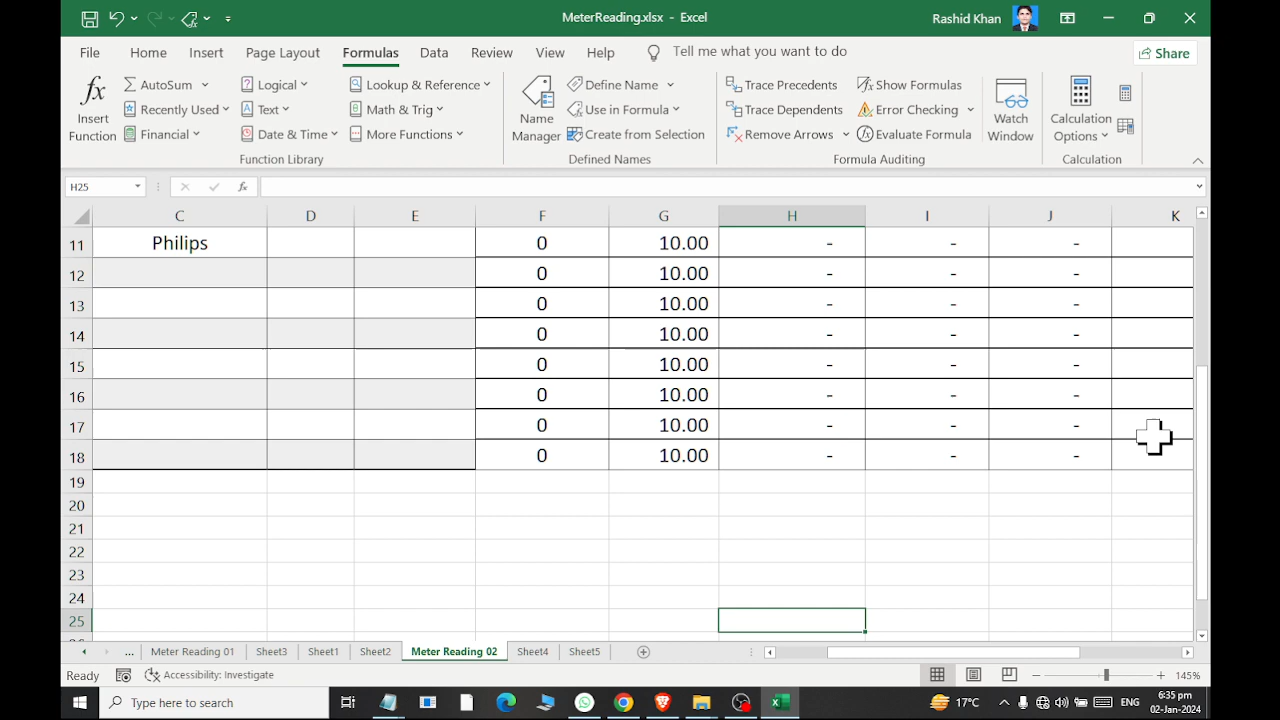 MeterReading.xlsx - Excel
Rashid Khan
File Home Insert Page Layout Formulas Data Review View Help Tell me what you want to do Share
AutoSum Logical Lookup & Reference Define Name Trace Precedents Show Formulas
Recently Used Text Math & Trig Use in Formula Trace Dependents Error Checking
Financial Date & Time More Functions Create from Selection Remove Arrows Evaluate Formula
Insert Function
Name Manager
Watch Window
Calculation Options
Function Library Defined Names Formula Auditing Calculation
H25 fx
C D E F G H I J K
11 Philips 0 10.00 - - -
12 0 10.00 - - -
13 0 10.00 - - -
14 0 10.00 - - -
15 0 10.00 - - -
16 0 10.00 - - -
17 0 10.00 - - -
18 0 10.00 - - -
19
20
21
22
23
24
25
... Meter Reading 01 Sheet3 Sheet1 Sheet2 Meter Reading 02 Sheet4 Sheet5
Ready Accessibility: Investigate 145%
Type here to search 17°C ENG 6:35 pm
02-Jan-2024